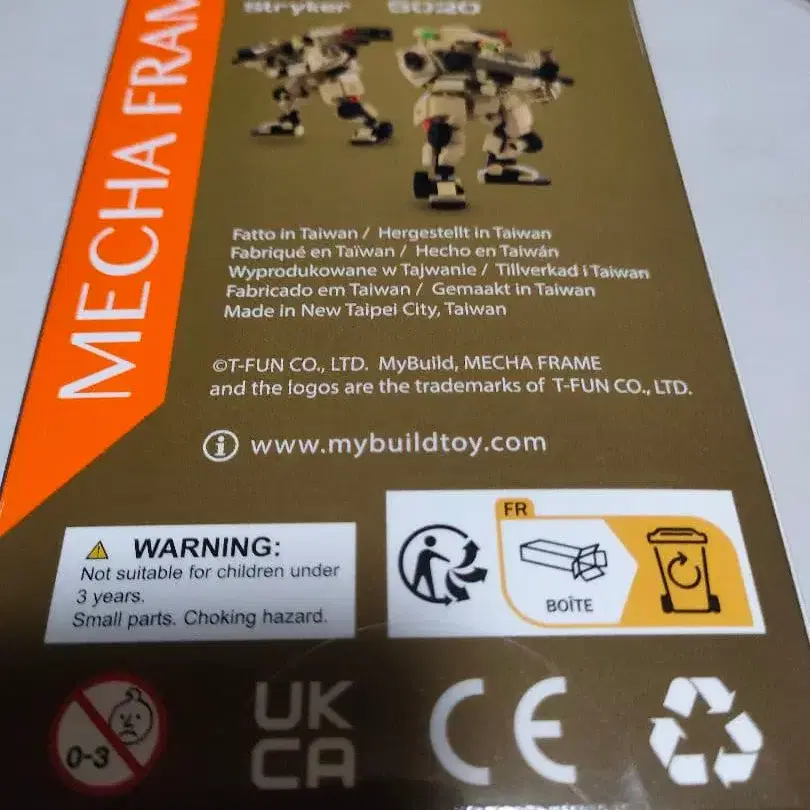 MECHA FRAM
Stryker 5020
Fatto in Taiwan / Hergestellt in Taiwan
Fabriqué en Taïwan / Hecho en Taiwán
Wyprodukowane w Tajwanie / Tillverkad i Taiwan
Fabricado em Taiwan / Gemaakt in Taiwan
Made in New Taipei City, Taiwan
©T-FUN CO., LTD. MyBuild, MECHA FRAME
and the logos are the trademarks of T-FUN CO., LTD.
www.mybuildtoy.com
WARNING:
Not suitable for children under
3 years.
Small parts. Choking hazard.
FR
BOÎTE
0-3
UK
CA
CE